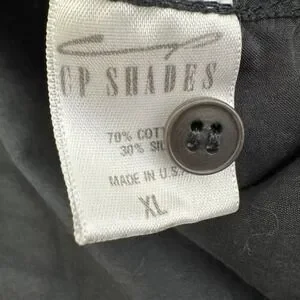 CP SHADES
70% COTT
30% SIL
MADE IN U.S.A
XL